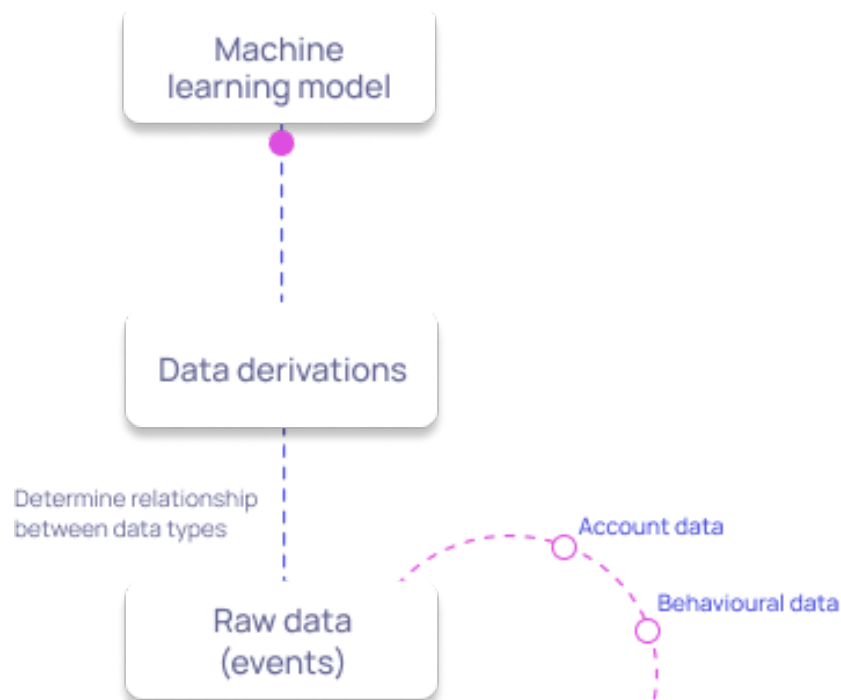 Machine
learning model
Data derivations
Determine relationship
between data types
Account data
Behavioural data
Raw data
(events)